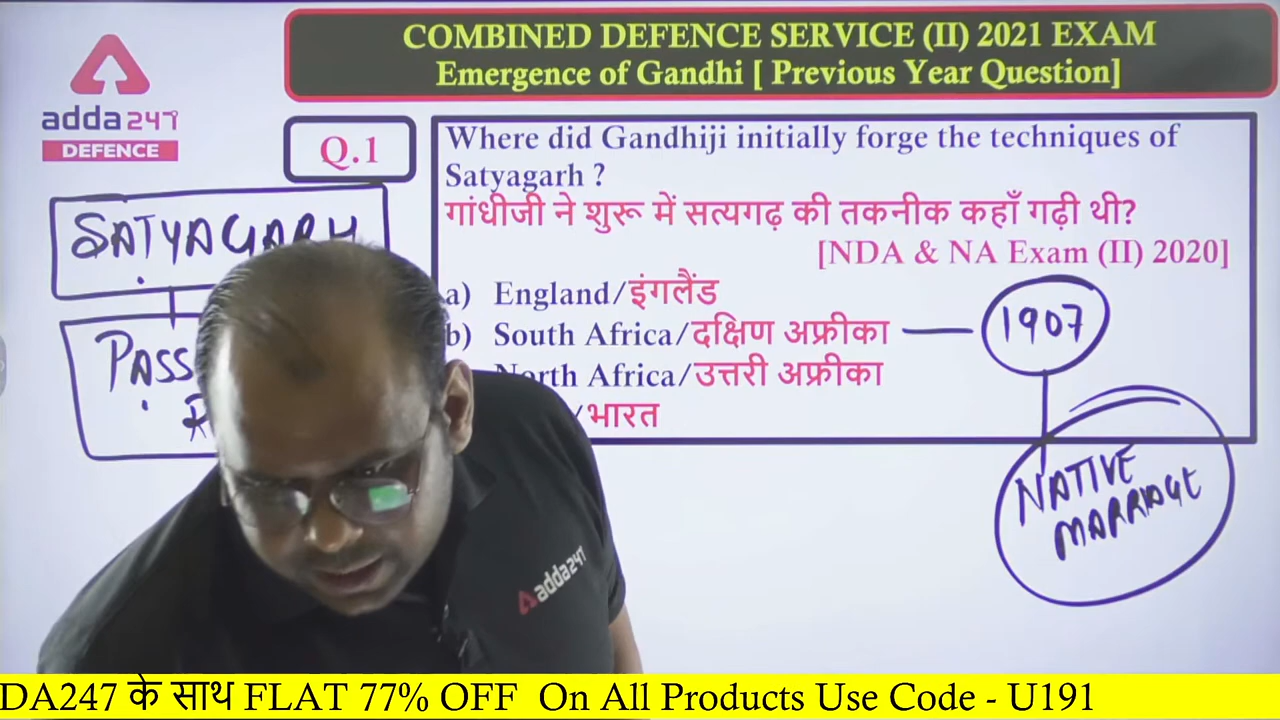 COMBINED DEFENCE SERVICE (II) 2021 EXAM
Emergence of Gandhi [ Previous Year Question]
adda247
DEFENCE
Q.1
Where did Gandhiji initially forge the techniques of
Satyagarh ?
गांधीजी ने शुरू में सत्यगढ़ की तकनीक कहाँ गढ़ी थी?
[NDA & NA Exam (II) 2020]
a) England/इंगलैंड
b) South Africa/दक्षिण अफ्रीका
North Africa/उत्तरी अफ्रीका
/भारत
SATYAGARH
PASS
1907
NATIVE
MARRIAGE
adda247
DA247 के साथ FLAT 77% OFF On All Products Use Code - U191